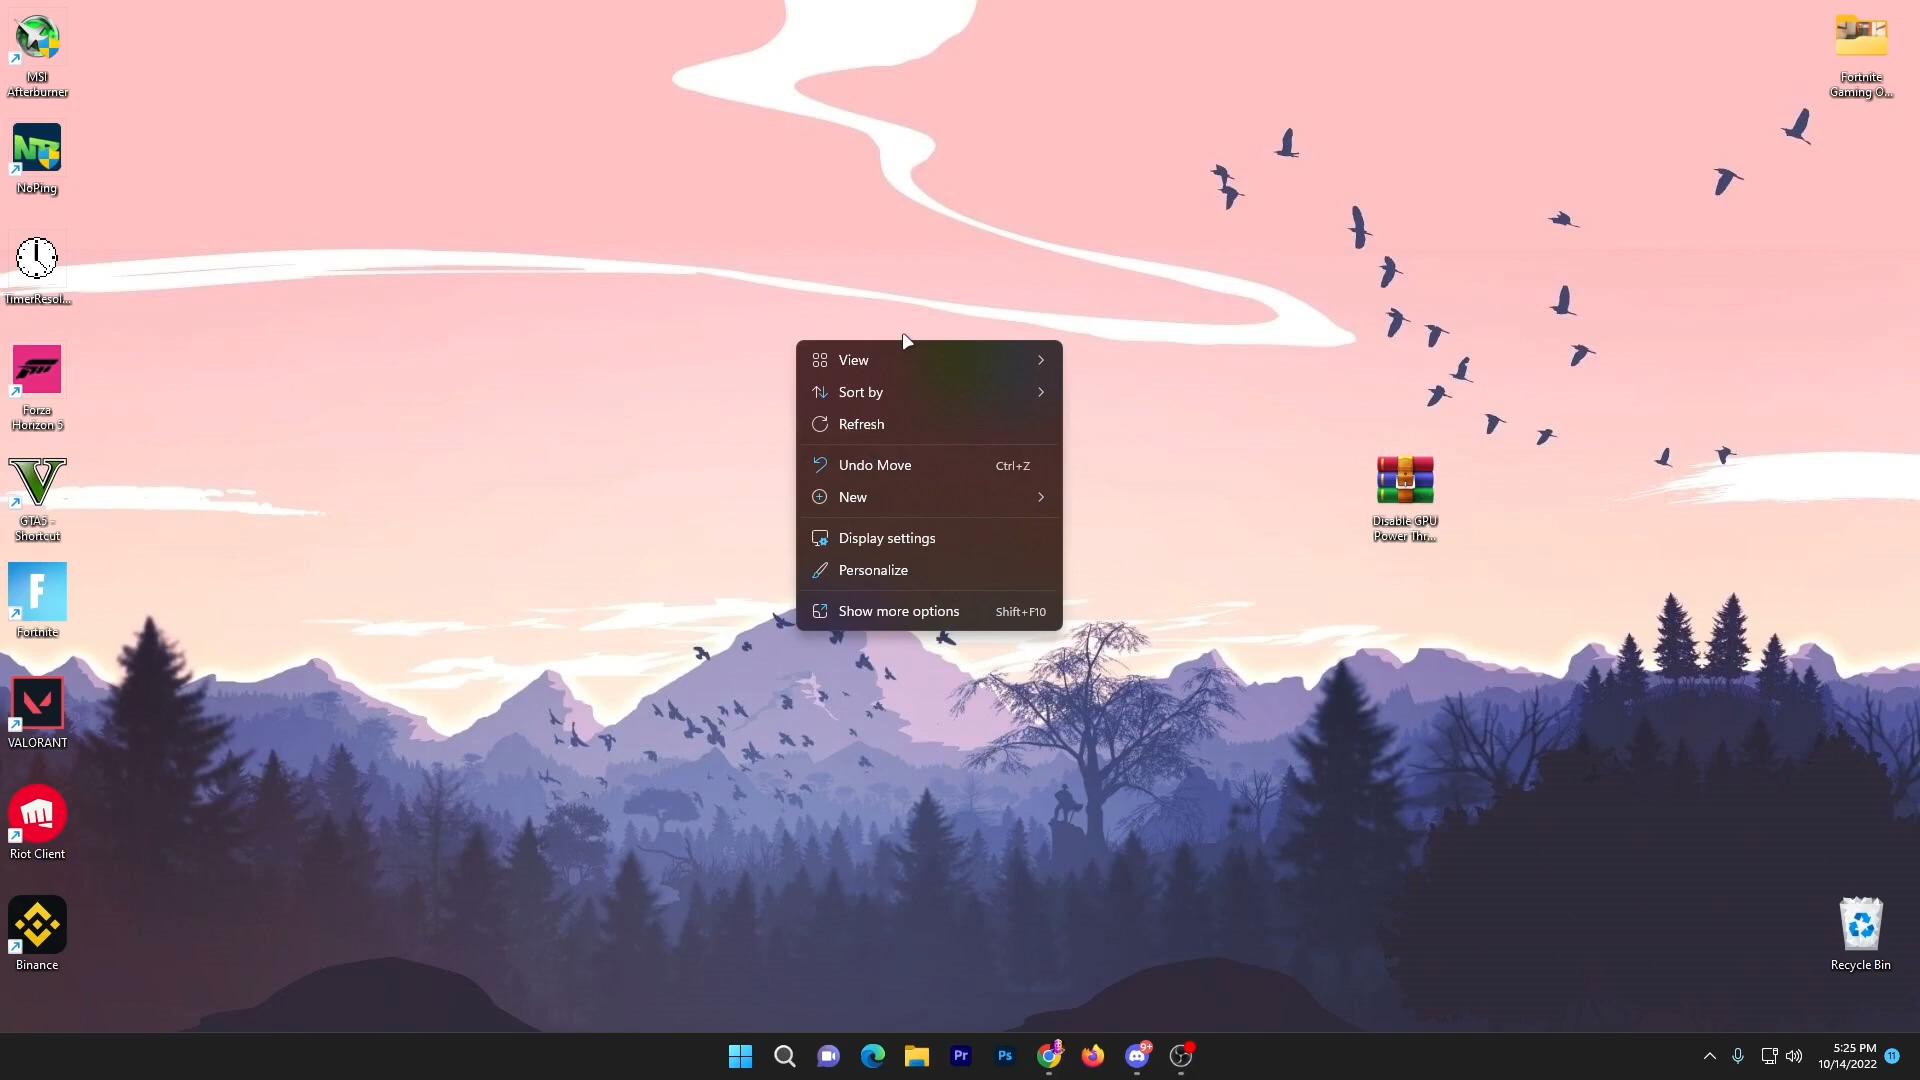 MSI
Afterburner
NoPing
TimerResol...
Forza
Horizon 5
GTA5 -
Shortcut
Fortnite
VALORANT
Riot Client
Binance
Fortnite
Gaming O...
View
Sort by
Refresh
Undo Move Ctrl+Z
New
Display settings
Personalize
Show more options Shift+F10
Disable GPU
Power Thr...
Recycle Bin
Pr
Ps
9+
5:25 PM
10/14/2022
11